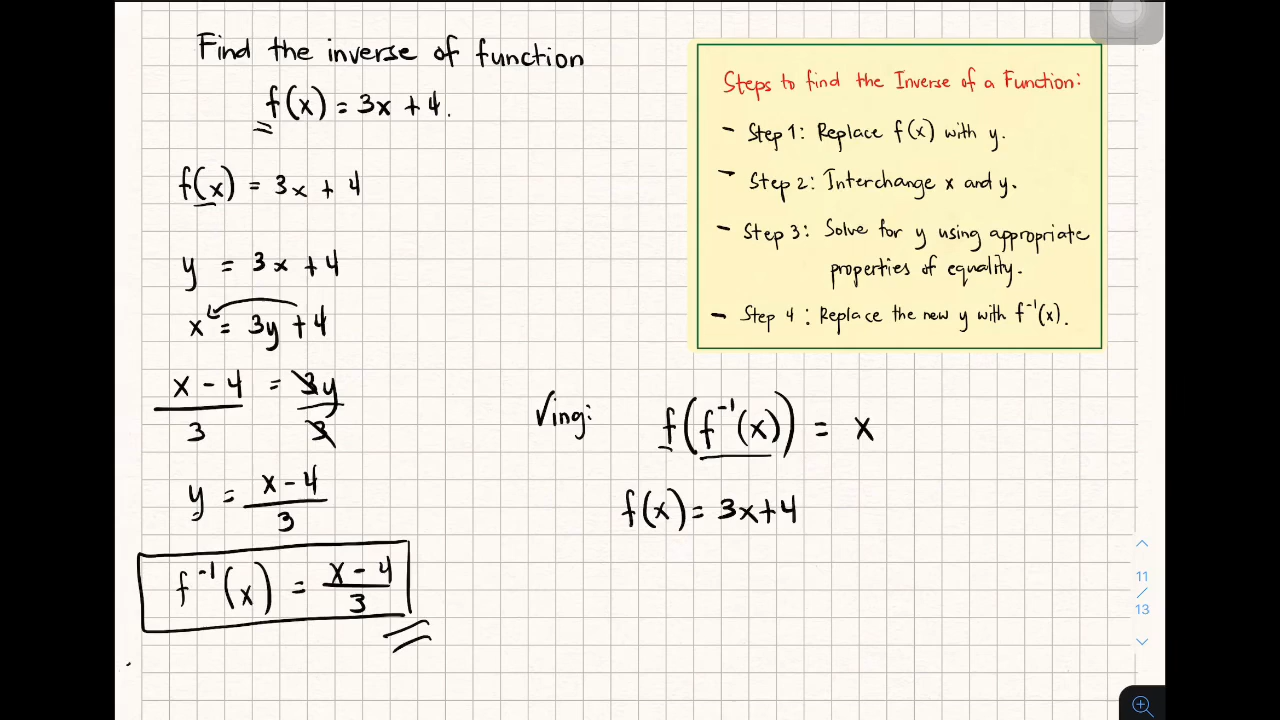 Find the inverse of function
f(x) = 3x + 4.
f(x) = 3x + 4
y = 3x + 4
x = 3y + 4
x - 4 = 3y
3 3
y = x - 4
3
f⁻¹(x) = x - 4
3
Steps to find the Inverse of a Function:
- Step 1: Replace f(x) with y.
- Step 2: Interchange x and y.
- Step 3: Solve for y using appropriate
properties of equality.
- Step 4: Replace the new y with f⁻¹(x).
√ing: f(f⁻¹(x)) = x
f(x) = 3x+4
11
/
13